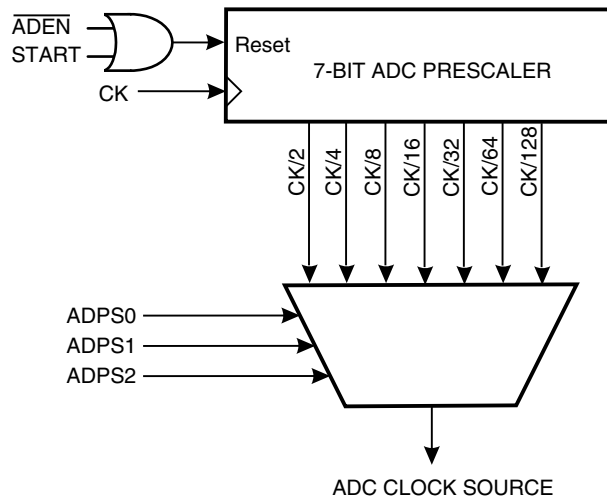 ADEN
START
Reset
7-BIT ADC PRESCALER
CK
CK/2
CK/4
CK/8
CK/16
CK/32
CK/64
CK/128
ADPS0
ADPS1
ADPS2
ADC CLOCK SOURCE